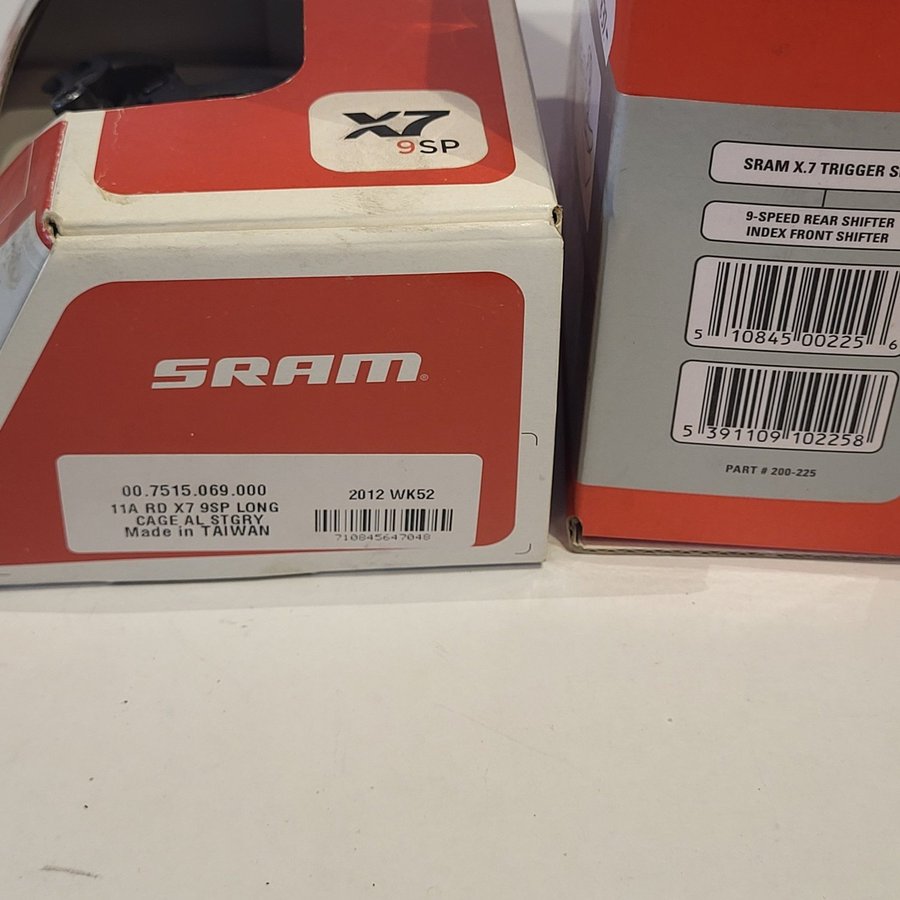 X7
9SP
SRAM
00.7515.069.000
11A RD X7 9SP LONG
CAGE AL STGRY
Made in TAIWAN
2012 WK52
710845647048
SRAM X.7 TRIGGER
9-SPEED REAR SHIFTER
INDEX FRONT SHIFTER
5 10845 00225 6
5 391109 102258
PART # 200-225